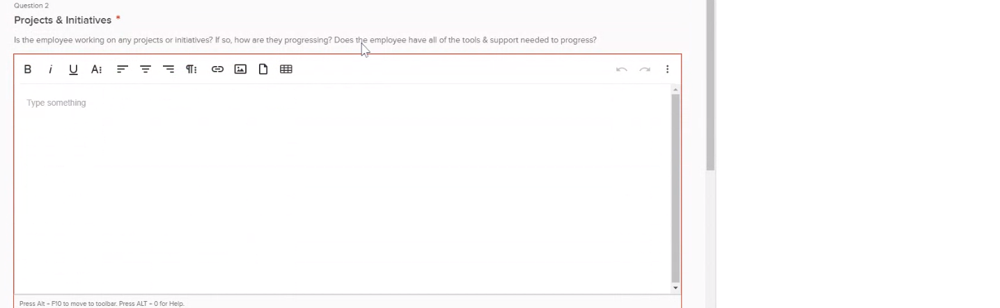 Question 2
Projects & Initiatives *
Is the employee working on any projects or initiatives? If so, how are they progressing? Does the employee have all of the tools & support needed to progress?
B i U A
Type something
Press Alt + F10 to move to toolbar. Press ALT + 0 for Help.